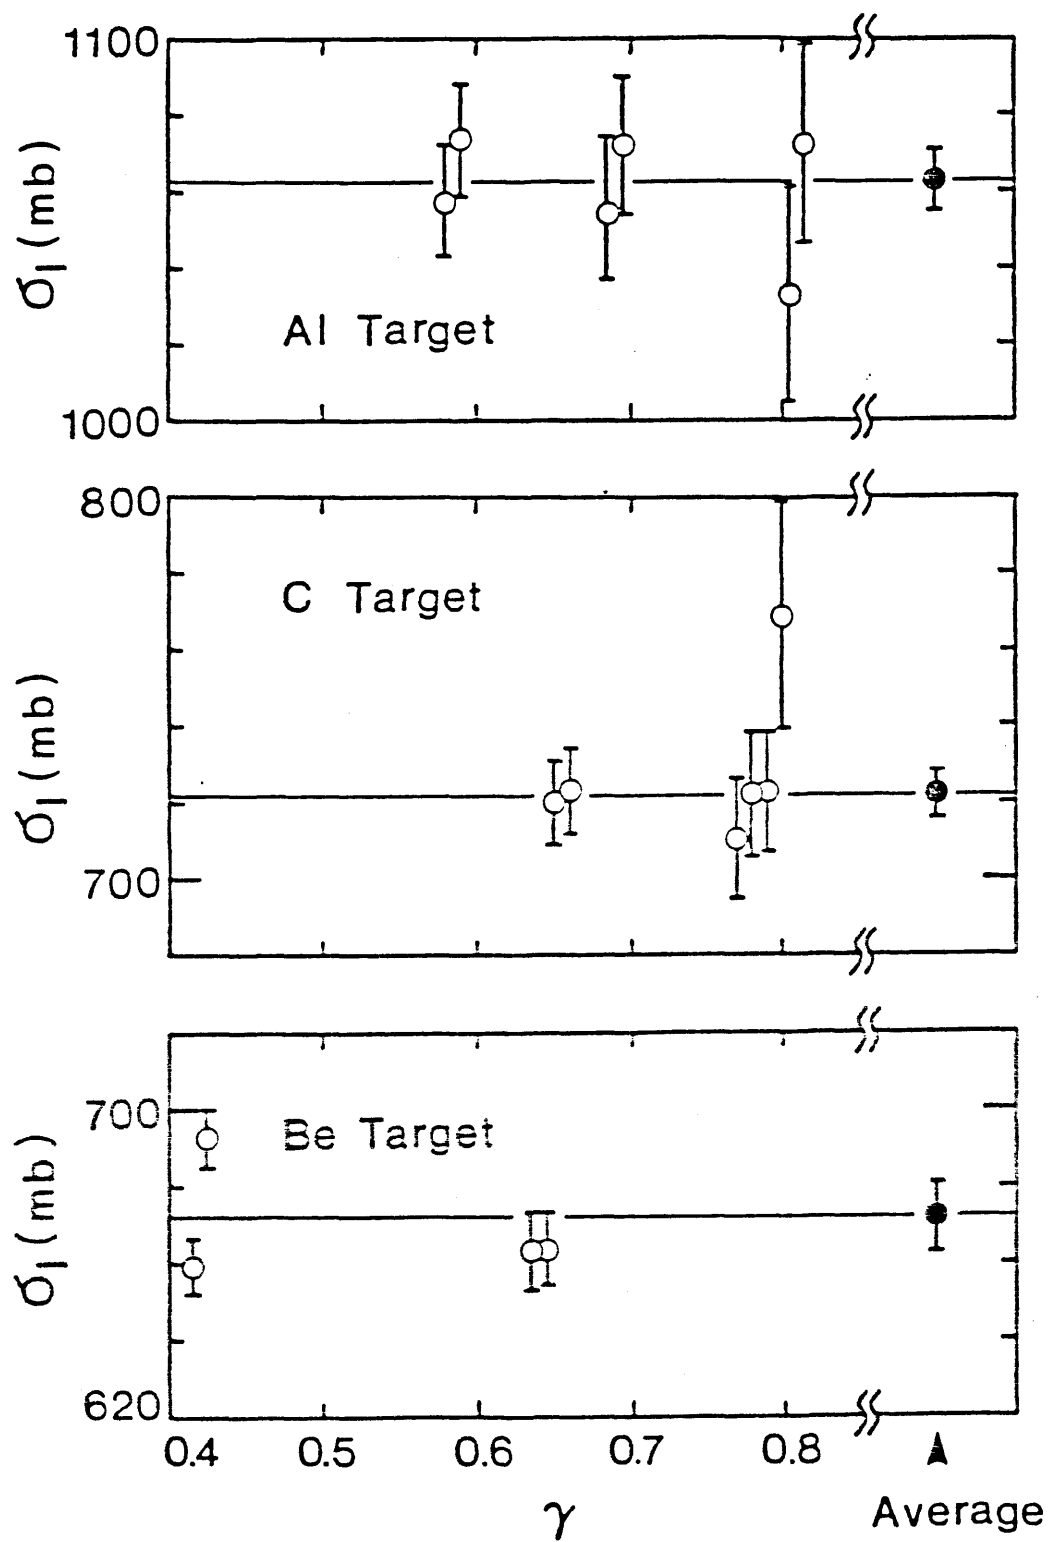 1100
σI (mb)
Al Target
1000
800
C Target
σI (mb)
700
700
Be Target
σI (mb)
620
0.4 0.5 0.6 0.7 0.8
γ Average